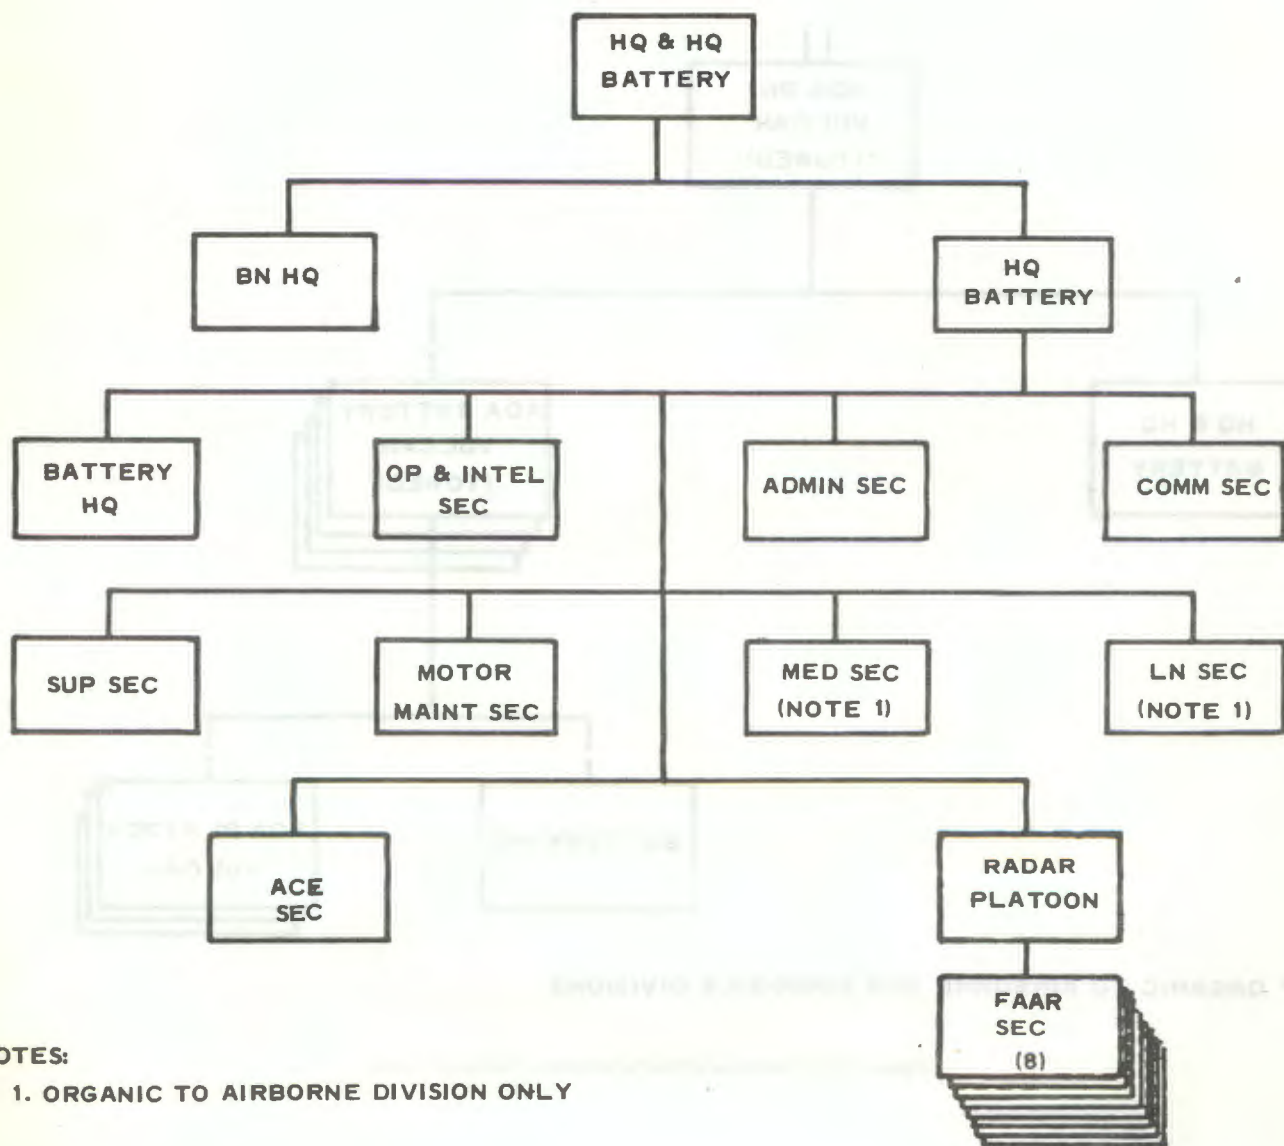 HQ & HQ
BATTERY
BN HQ
HQ
BATTERY
BATTERY
HQ
OP & INTEL
SEC
ADMIN SEC
COMM SEC
SUP SEC
MOTOR
MAINT SEC
MED SEC
(NOTE 1)
LN SEC
(NOTE 1)
ACE
SEC
RADAR
PLATOON
FAAR
SEC
(8)
OTES:
1. ORGANIC TO AIRBORNE DIVISION ONLY